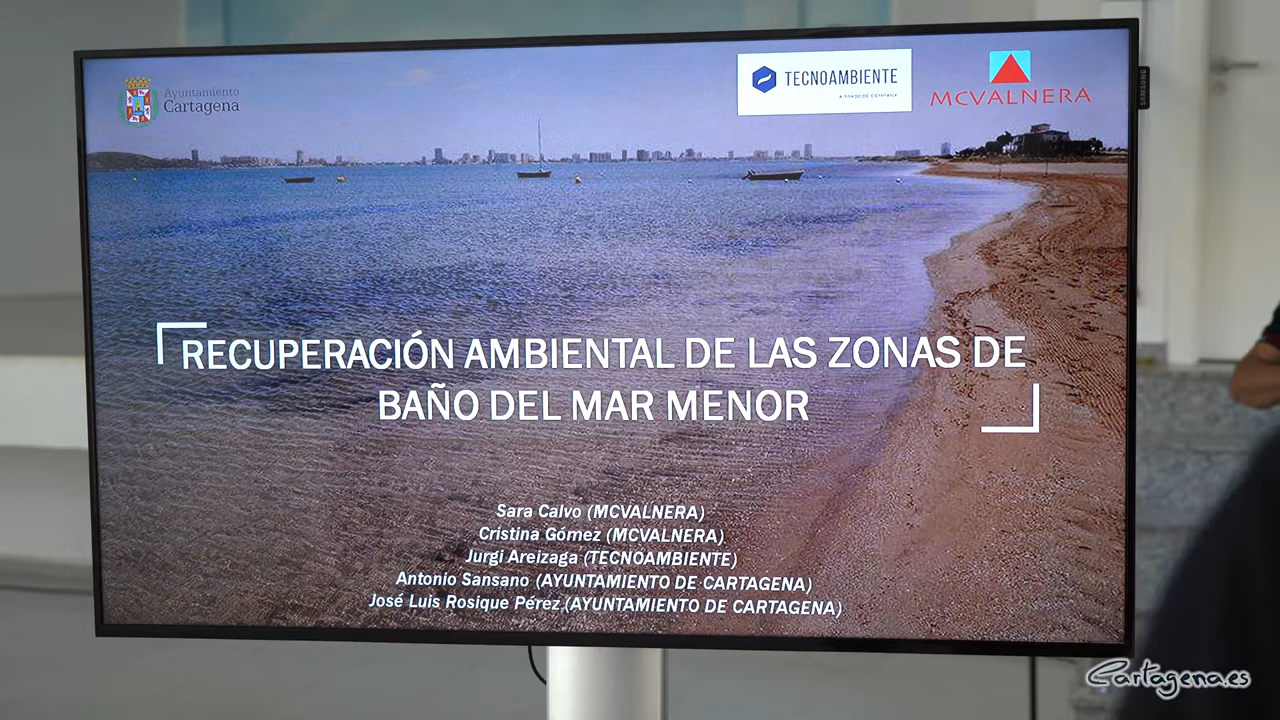 Ayuntamiento
Cartagena
TECNOAMBIENTE
A TRADEBE COMPANY
MCVALNERA
SAMSUNG
RECUPERACIÓN AMBIENTAL DE LAS ZONAS DE
BAÑO DEL MAR MENOR
Sara Calvo (MCVALNERA)
Cristina Gómez (MCVALNERA)
Jurgi Areizaga (TECNOAMBIENTE)
Antonio Sansano (AYUNTAMIENTO DE CARTAGENA)
José Luis Rosique Pérez (AYUNTAMIENTO DE CARTAGENA)
Cartagena.es